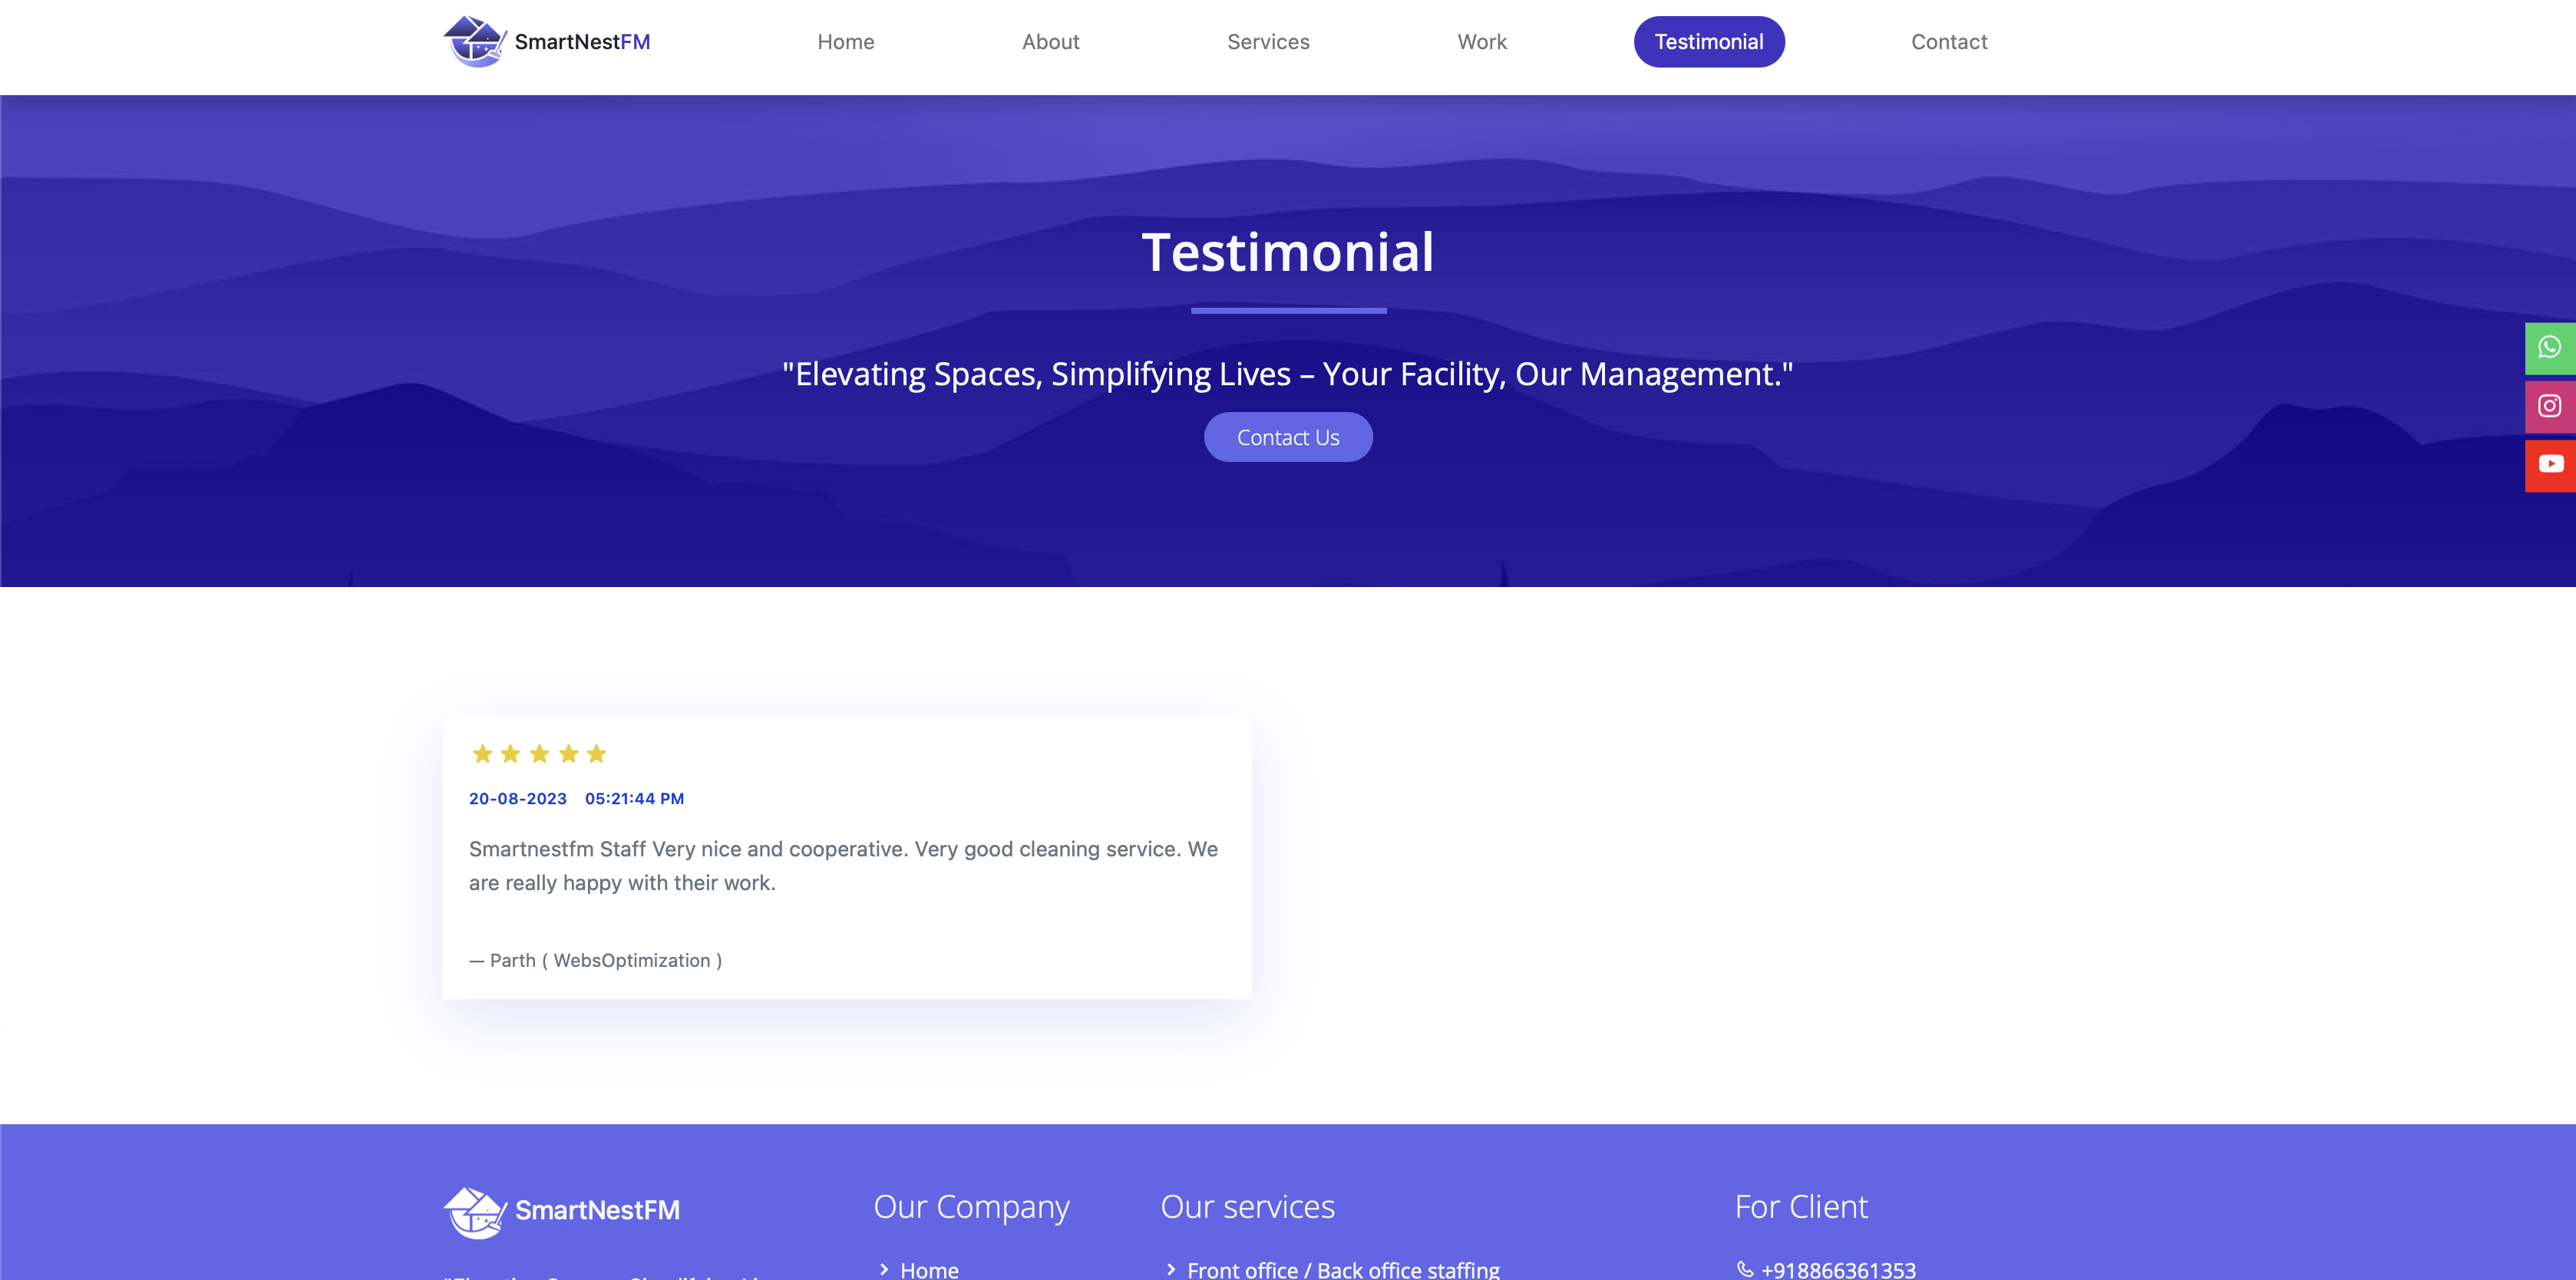 SmartNestFM
Home
About
Services
Work
Testimonial
Contact
Testimonial
"Elevating Spaces, Simplifying Lives – Your Facility, Our Management."
Contact Us
20-08-2023 05:21:44 PM
Smartnestfm Staff Very nice and cooperative. Very good cleaning service. We
are really happy with their work.
— Parth ( WebsOptimization )
SmartNestFM
Our Company
Home
Our services
Front office / Back office staffing
For Client
+918866361353